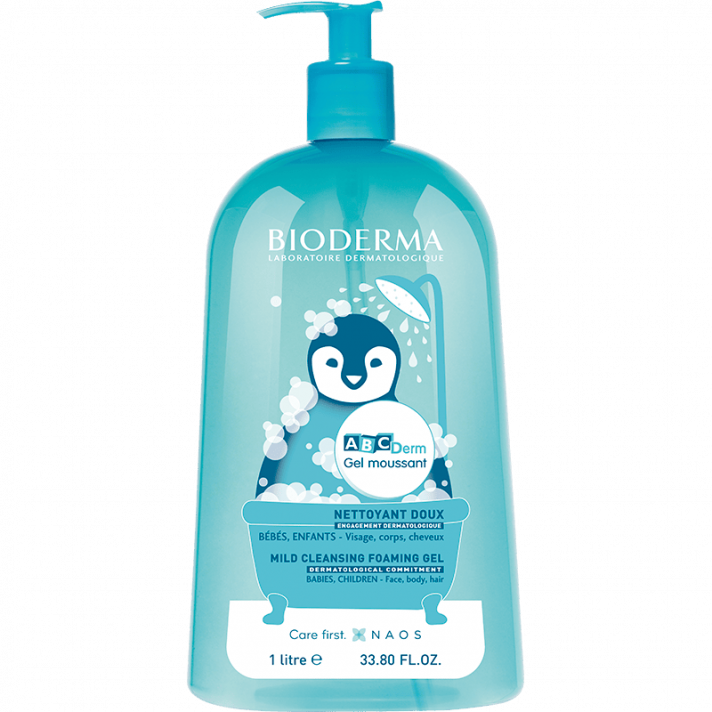 BIODERMA
LABORATOIRE DERMATOLOGIQUE
ABCDerm
Gel moussant
NETTOYANT DOUX
ENGAGEMENT DERMATOLOGIQUE
BÉBÉS, ENFANTS - Visage, corps, cheveux
MILD CLEANSING FOAMING GEL
DERMATOLOGICAL COMMITMENT
BABIES, CHILDREN - Face, body, hair
Care first. NAOS
1 litre ℮ 33.80 FL.OZ.